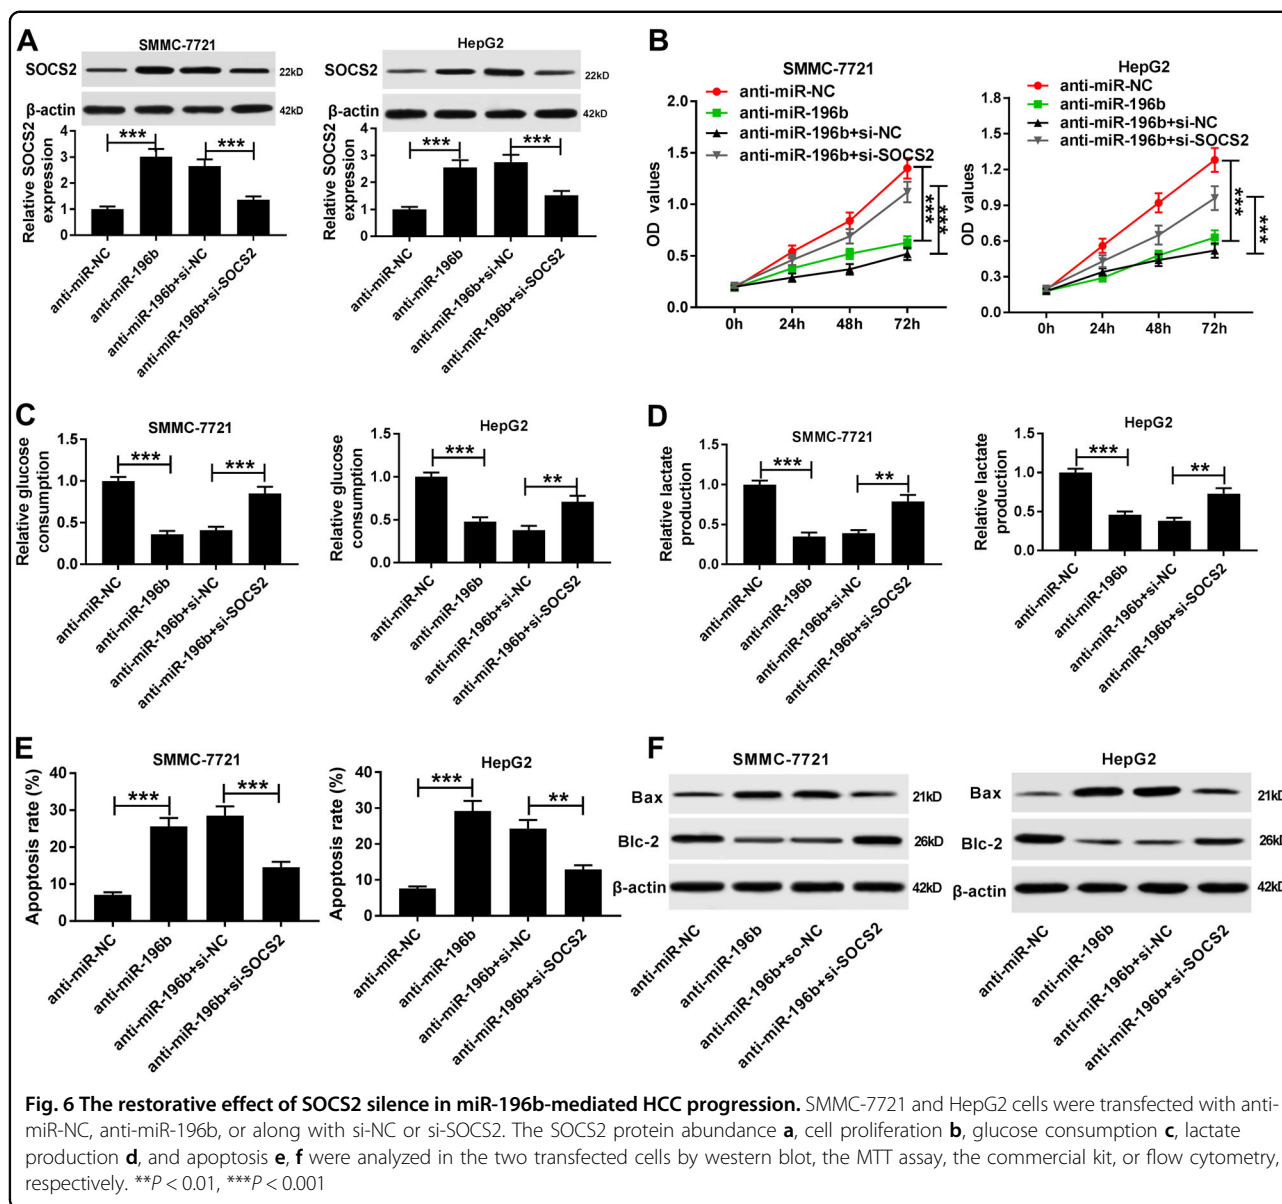 A
SMMC-7721
SOCS2
22kD
β-actin
42kD
Relative SOCS2
expression
4
3
2
1
0
***
***
anti-miR-NC
anti-miR-196b
anti-miR-196b+si-NC
anti-miR-196b+si-SOCS2
HepG2
SOCS2
22kD
β-actin
42kD
Relative SOCS2
expression
4
3
2
1
0
***
***
anti-miR-NC
anti-miR-196b
anti-miR-196b+si-NC
anti-miR-196b+si-SOCS2
B
SMMC-7721
anti-miR-NC
anti-miR-196b
anti-miR-196b+si-NC
anti-miR-196b+si-SOCS2
OD values
2.0
1.5
1.0
0.5
0.0
0h
24h
48h
72h
***
***
HepG2
anti-miR-NC
anti-miR-196b
anti-miR-196b+si-NC
anti-miR-196b+si-SOCS2
OD values
1.8
1.5
1.2
0.9
0.6
0.3
0.0
0h
24h
48h
72h
***
***
C
SMMC-7721
Relative glucose
consumption
1.5
1.0
0.5
0.0
***
***
anti-miR-NC
anti-miR-196b
anti-miR-196b+si-NC
anti-miR-196b+si-SOCS2
HepG2
Relative glucose
consumption
1.5
1.0
0.5
0.0
***
**
anti-miR-NC
anti-miR-196b
anti-miR-196b+si-NC
anti-miR-196b+si-SOCS2
D
SMMC-7721
Relative lactate
production
1.5
1.0
0.5
0.0
***
**
anti-miR-NC
anti-miR-196b
anti-miR-196b+si-NC
anti-miR-196b+si-SOCS2
HepG2
Relative lactate
production
1.5
1.0
0.5
0.0
***
**
anti-miR-NC
anti-miR-196b
anti-miR-196b+si-NC
anti-miR-196b+si-SOCS2
E
SMMC-7721
Apoptosis rate (%)
40
30
20
10
0
***
***
anti-miR-NC
anti-miR-196b
anti-miR-196b+si-NC
anti-miR-196b+si-SOCS2
HepG2
Apoptosis rate (%)
40
30
20
10
0
***
**
anti-miR-NC
anti-miR-196b
anti-miR-196b+si-NC
anti-miR-196b+si-SOCS2
F
SMMC-7721
Bax
21kD
Blc-2
26kD
β-actin
42kD
anti-miR-NC
anti-miR-196b
anti-miR-196b+so-NC
anti-miR-196b+si-SOCS2
HepG2
Bax
21kD
Blc-2
26kD
β-actin
42kD
anti-miR-NC
anti-miR-196b
anti-miR-196b+si-NC
anti-miR-196b+si-SOCS2
Fig. 6 The restorative effect of SOCS2 silence in miR-196b-mediated HCC progression. SMMC-7721 and HepG2 cells were transfected with anti-
miR-NC, anti-miR-196b, or along with si-NC or si-SOCS2. The SOCS2 protein abundance a, cell proliferation b, glucose consumption c, lactate
production d, and apoptosis e, f were analyzed in the two transfected cells by western blot, the MTT assay, the commercial kit, or flow cytometry,
respectively. **P < 0.01, ***P < 0.001